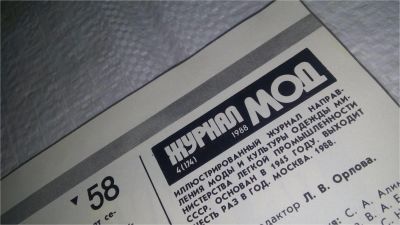 ЖУРНАЛ МОД
4(174) 1988
ИЛЛЮСТРИРОВАННЫЙ ЖУРНАЛ НАПРАВ-
ЛЕНИЯ МОДЫ И КУЛЬТУРЫ ОДЕЖДЫ МИ-
НИСТЕРСТВА ЛЕГКОЙ ПРОМЫШЛЕННОСТИ
СССР. ОСНОВАН В 1945 ГОДУ. ВЫХОДИТ
ШЕСТЬ РАЗ В ГОД. МОСКВА. 1988.
Л. В. Орлова.
С. А.
▼ 58